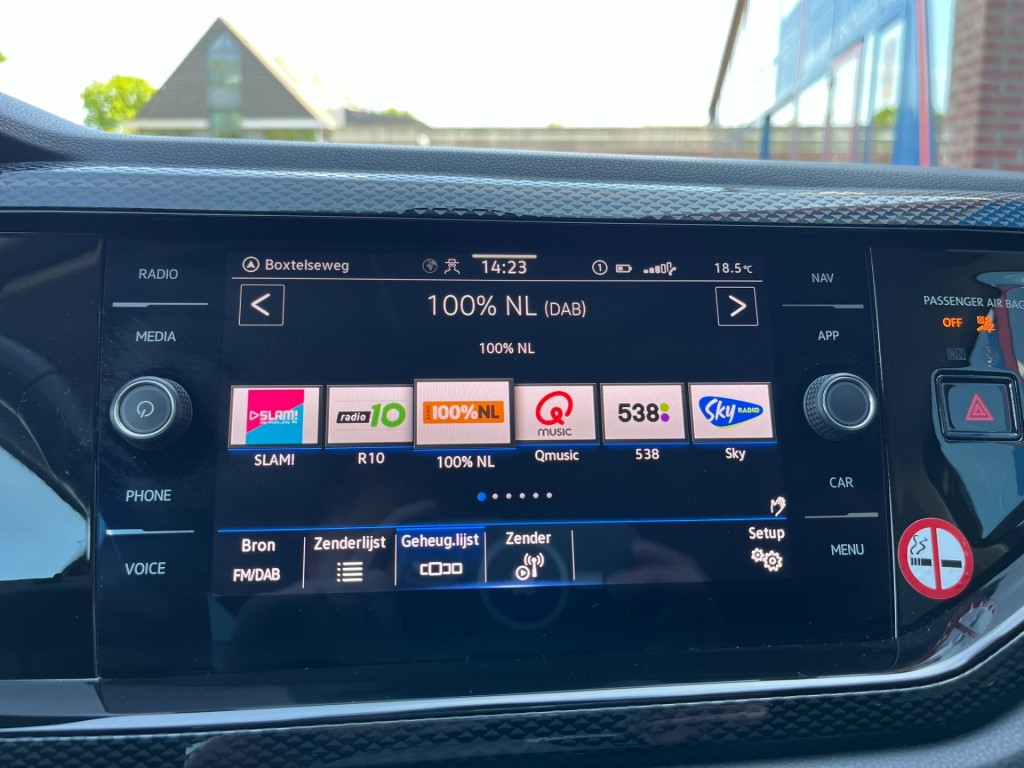 RADIO
MEDIA
PHONE
VOICE
Boxtelseweg
14:23
1
18.5°C
<
100% NL (DAB)
>
100% NL
SLAM!
radio 10
100% NL
Q MUSIC
538
Sky RADIO
SLAM!
R10
100% NL
Qmusic
538
Sky
Bron
FM/DAB
Zenderlijst
Geheug.lijst
Zender
Setup
NAV
APP
CAR
MENU
PASSENGER AIR BAG
OFF
ON